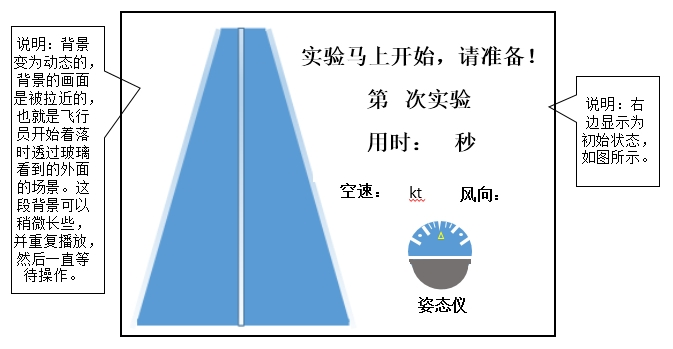 说明：背景
变为动态的，
背景的画面
是被拉近的，
也就是飞行
员开始着落
时透过玻璃
看到的外面
的场景。这
段背景可以
稍微长些，
并重复播放，
然后一直等
待操作。
实验马上开始，请准备！
第 次实验
用时： 秒
空速： kt 风向：
姿态仪
说明：右
边显示为
初始状态，
如图所示。